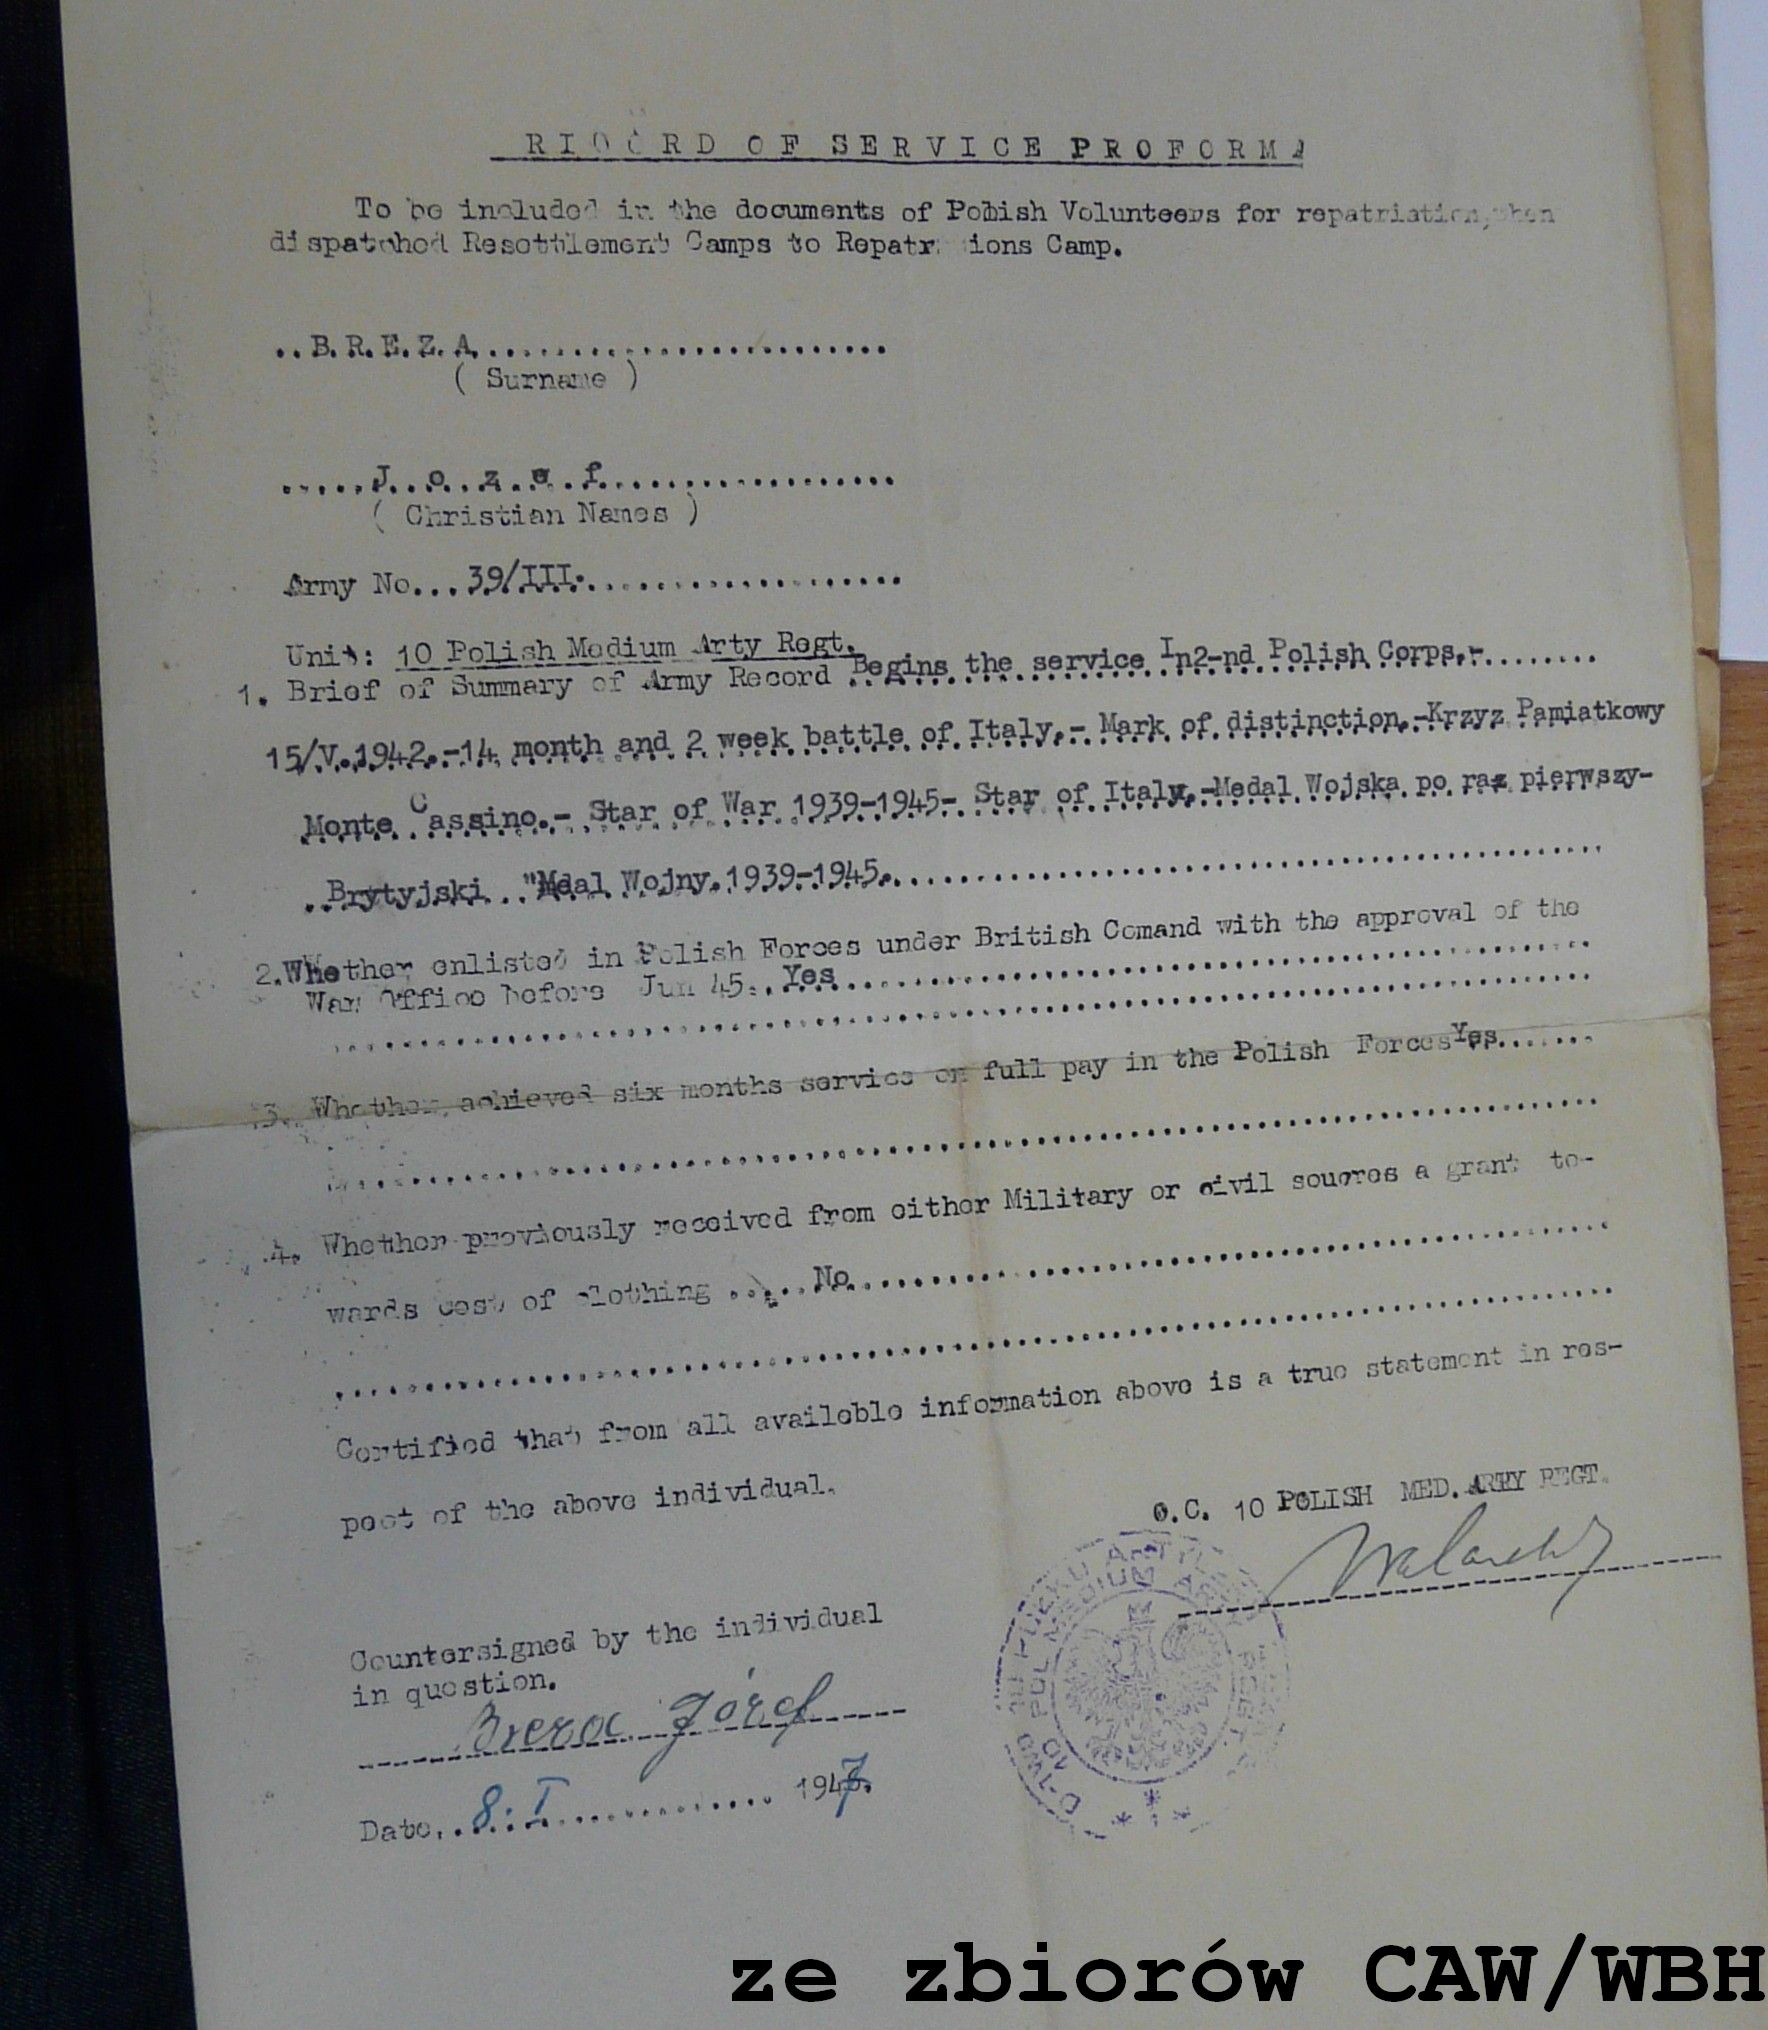 RECORD OF SERVICE PROFORMA
To be included in the documents of Polish Volunteers for repatriation, when
dispatched Resettlement Camps to Repatriations Camp.
..B.R.E.Z.A.......................
( Surname )
.....J..o..z..e..f.................
( Christian Names )
Army No...39/III...................
Unit: 10 Polish Medium Arty Regt.
1. Brief of Summary of Army Record Begins the service In2-nd Polish Corps.-........
15/V.1942.-14 month and 2 week battle of Italy.- Mark of distinction.-Krzyz Pamiatkowy
Monte Cassino.- Star of War 1939-1945- Star of Italy.-Medal Wojska po raz pierwszy-
..Brytyjski.. "Medal Wojny.1939-1945.................................
2.Whether enlisted in Polish Forces under British Comand with the approval of the
War Office before Jun 45..Yes.................................
3. Whether achieved six months service on full pay in the Polish Forces Yes.......
4. Whether previously received from either Military or civil soucres a grant to-
wards cost of clothing ......No.................................
Certified that from all availeble information above is a true statement in res-
pect of the above individual.
O.C. 10 POLISH MED. ARTY REGT.
Countersigned by the individual
in question.
Breza Józef
Date...8.I............... 1947.
ze zbiorów CAW/WBH